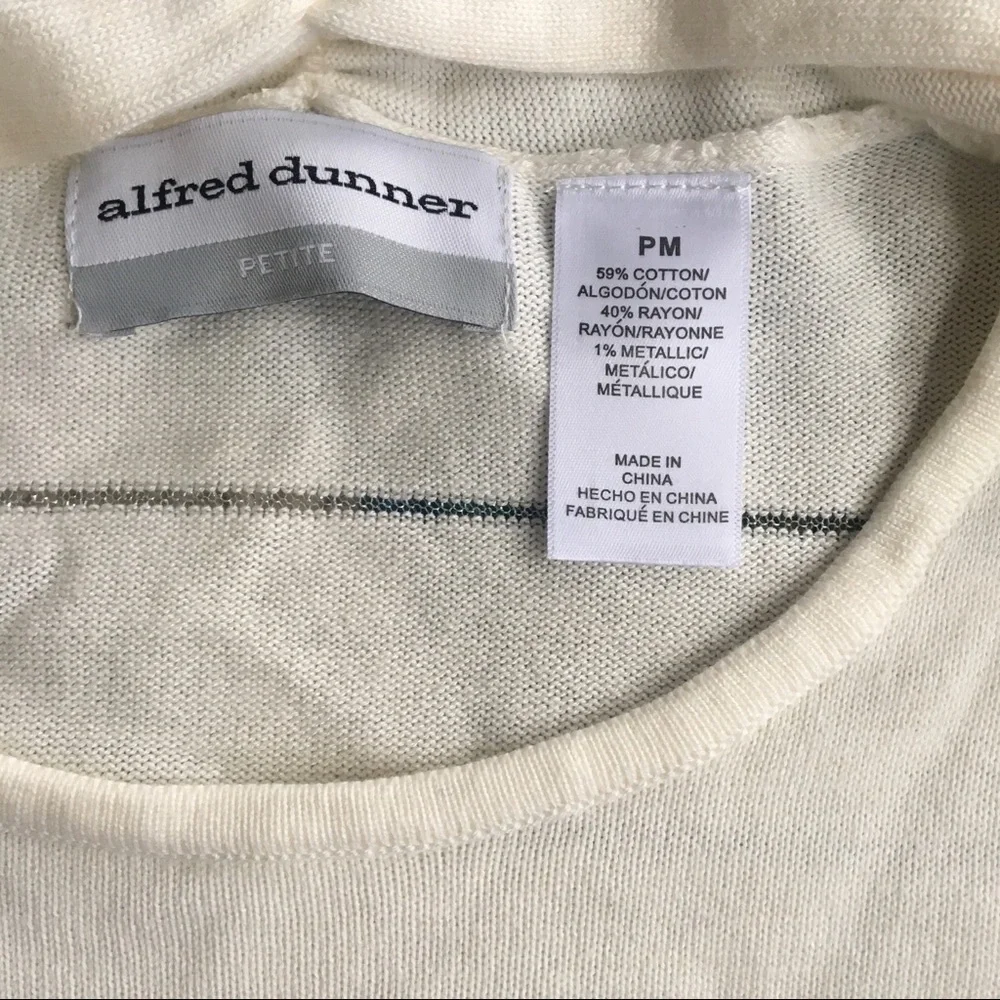 alfred dunner
PETITE
PM
59% COTTON/
ALGODÓN/COTON
40% RAYON/
RAYÓN/RAYONNE
1% METALLIC/
METÁLICO/
MÉTALLIQUE
MADE IN
CHINA
HECHO EN CHINA
FABRIQUÉ EN CHINE